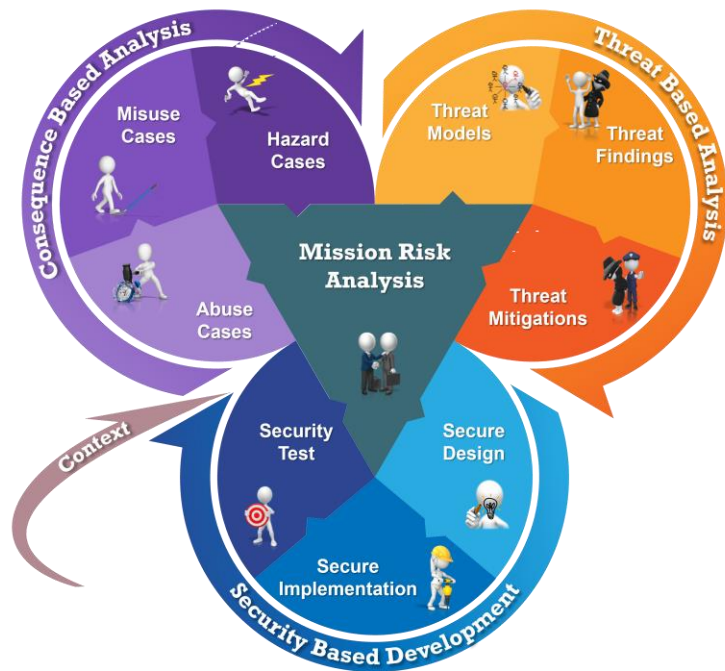 Consequence Based Analysis
Misuse
Cases
Hazard
Cases
Abuse
Cases
Threat Based Analysis
Threat
Models
Threat
Findings
Threat
Mitigations
Mission Risk
Analysis
Context
Security
Test
Secure
Design
Secure
Implementation
Security Based Development